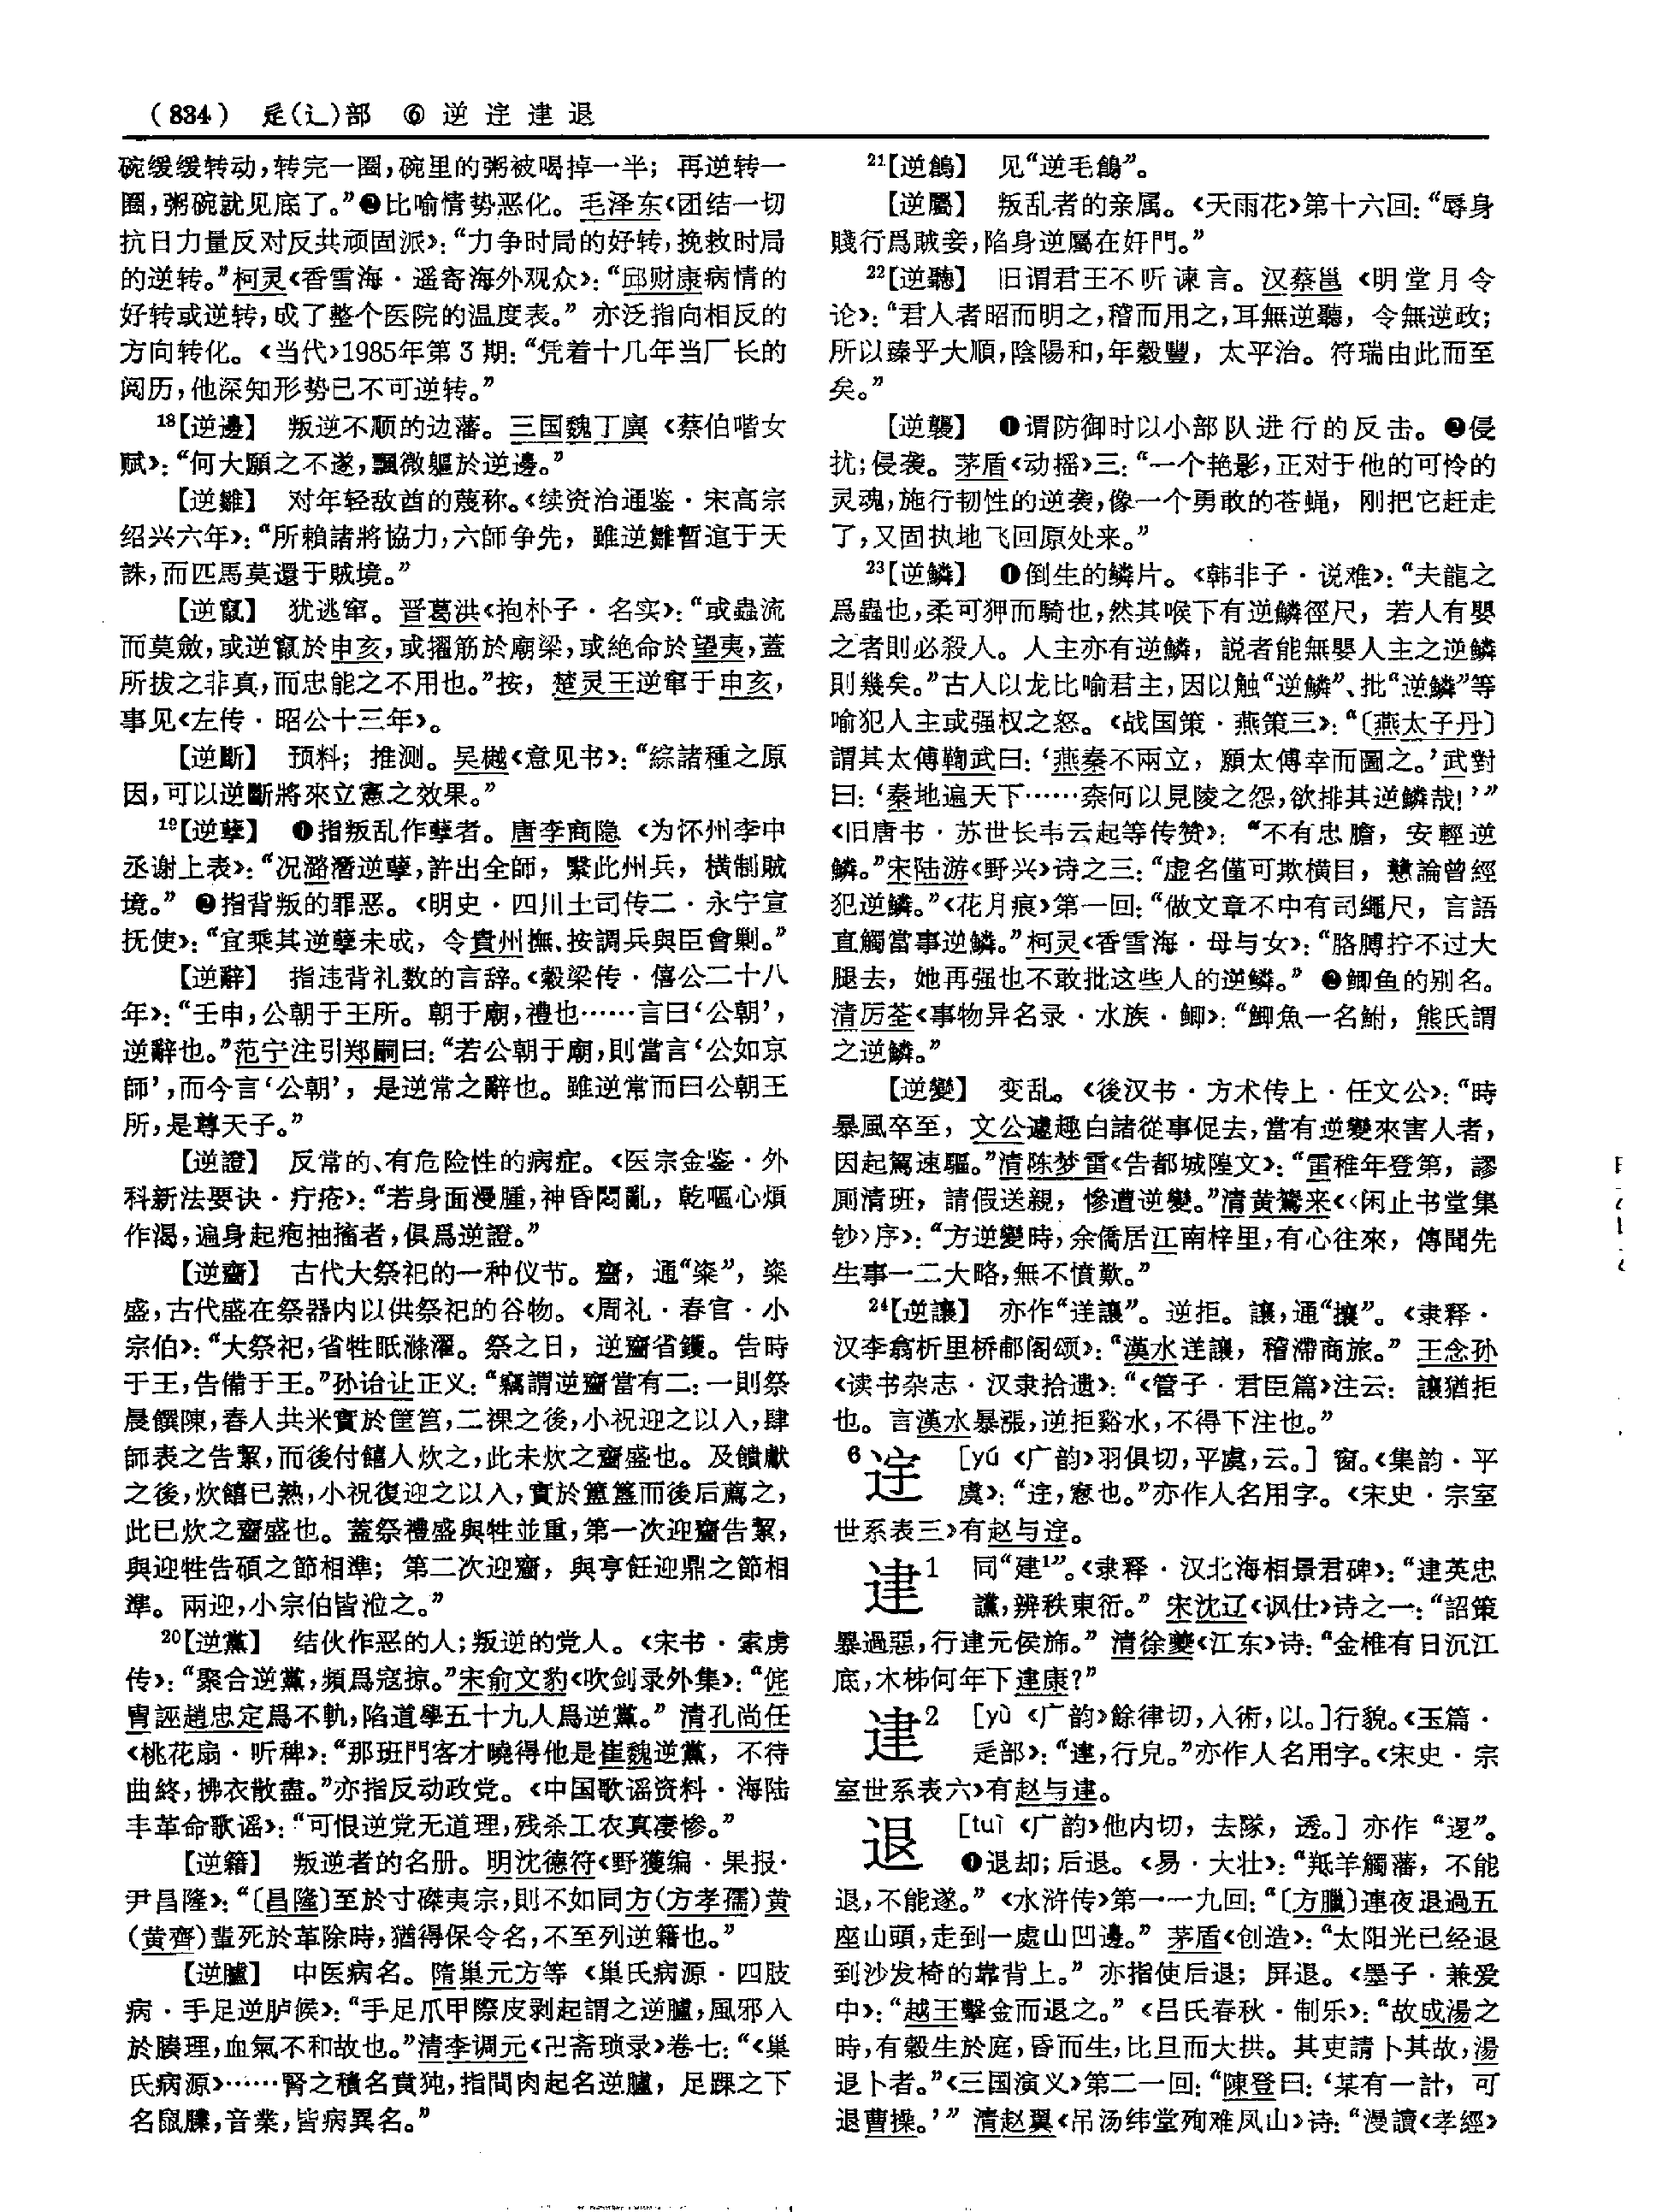 （834） 辵(辶)部 ⑥ 逆 迬 逮 退
碗缓缓转动，转完一圈，碗里的粥被喝掉一半；再逆转一
圈，粥碗就见底了。”❷比喻情势恶化。毛泽东《团结一切
抗日力量反对反共顽固派》：“力争时局的好转，挽救时局
的逆转。”柯灵《香雪海·遥寄海外观众》：“邱财康病情的
好转或逆转，成了整个医院的温度表。”亦泛指向相反的
方向转化。《当代》1985年第3期：“凭着十几年当厂长的
阅历，他深知形势已不可逆转。”
18【逆邊】 叛逆不顺的边藩。三国魏丁廙《蔡伯喈女
赋》：“何大願之不遂，飄微軀於逆邊。”
【逆雛】 对年轻敌酋的蔑称。《续资治通鉴·宋高宗
绍兴六年》：“所賴諸將協力，六師争先，雖逆雛暫逭于天
誅，而匹馬莫還于賊境。”
【逆竄】 犹逃窜。晋葛洪《抱朴子·名实》：“或蟲流
而莫斂，或逆竄於申亥，或擢筋於廟梁，或絶命於望夷，蓋
所拔之非真，而忠能之不用也。”按，楚灵王逆窜于申亥，
事见《左传·昭公十三年》。
【逆斷】 预料；推测。吴樾《意见书》：“綜諸種之原
因，可以逆斷將來立憲之效果。”
19【逆孽】 ❶指叛乱作孽者。唐李商隐《为怀州李中
丞谢上表》：“况潞潛逆孽，許出全師，繄此州兵，横制賊
境。”❷指背叛的罪恶。《明史·四川土司传二·永宁宣
抚使》：“宜乘其逆孽未成，令貴州撫、按調兵與臣會剿。”
【逆辭】 指违背礼数的言辞。《穀梁传·僖公二十八
年》：“壬申，公朝于王所。朝于廟，禮也……言曰‘公朝’，
逆辭也。”范宁注引郑嗣曰：“若公朝于廟，則當言‘公如京
師’，而今言‘公朝’，是逆常之辭也。雖逆常而曰公朝王
所，是尊天子。”
【逆證】 反常的、有危险性的病症。《医宗金鉴·外
科新法要诀·疔疮》：“若身面漫腫，神昏悶亂，乾嘔心煩
作渴，遍身起疱抽搐者，俱爲逆證。”
【逆齍】 古代大祭祀的一种仪节。齍，通“粢”，粢
盛，古代盛在祭器内以供祭祀的谷物。《周礼·春官·小
宗伯》：“大祭祀，省牲眂滌濯。祭之日，逆齍省鑊。告時
于王，告備于王。”孙诒让正义：“竊謂逆齍當有二：一則祭
晨饌陳，舂人共米實於筐筥，二祼之後，小祝迎之以入，肆
師表之告絜，而後付饎人炊之，此未炊之齍盛也。及饋獻
之後，炊饎已熟，小祝復迎之以入，實於簠簋而後后薦之，
此已炊之齍盛也。蓋祭禮盛與牲並重，第一次迎齍告絜，
與迎牲告碩之節相準；第二次迎齍，與亨飪迎鼎之節相
準。兩迎，小宗伯皆涖之。”
20【逆黨】 结伙作恶的人；叛逆的党人。《宋书·索虏
传》：“聚合逆黨，頻爲寇掠。”宋俞文豹《吹剑录外集》：“侂
胄誣趙忠定爲不軌，陷道學五十九人爲逆黨。”清孔尚任
《桃花扇·听稗》：“那班門客才曉得他是崔魏逆黨，不待
曲終，拂衣散盡。”亦指反动政党。《中国歌谣资料·海陆
丰革命歌谣》：“可恨逆党无道理，残杀工农真凄惨。”
【逆籍】 叛逆者的名册。明沈德符《野獲编·果报·
尹昌隆》：“〔昌隆〕至於寸磔夷宗，則不如同方(方孝孺)黄
(黄齊)輩死於革除時，猶得保令名，不至列逆籍也。”
【逆臚】 中医病名。隋巢元方等《巢氏病源·四肢
病·手足逆胪候》：“手足爪甲際皮剥起謂之逆臚，風邪入
於腠理，血氣不和故也。”清李调元《卍斋琐录》卷七：“《巢
氏病源》……腎之積名賁㹠，指間肉起名逆臚，足踝之下
名鼠膝，音業，皆病異名。”
21【逆鶬】 见“逆毛鶬”。
【逆屬】 叛乱者的亲属。《天雨花》第十六回：“辱身
賤行爲賊妾，陷身逆屬在奸門。”
22【逆聽】 旧谓君王不听谏言。汉蔡邕《明堂月令
论》：“君人者昭而明之，稽而用之，耳無逆聽，令無逆政；
所以臻乎大順，陰陽和，年穀豐，太平治。符瑞由此而至
矣。”
【逆襲】 ❶谓防御时以小部队进行的反击。❷侵
扰；侵袭。茅盾《动摇》三：“一个艳影，正对于他的可怜的
灵魂，施行韧性的逆袭，像一个勇敢的苍蝇，刚把它赶走
了，又固执地飞回原处来。”
23【逆鳞】 ❶倒生的鳞片。《韩非子·说难》：“夫龍之
爲蟲也，柔可狎而騎也，然其喉下有逆鱗徑尺，若人有嬰
之者則必殺人。人主亦有逆鱗，説者能無嬰人主之逆鱗
則幾矣。”古人以龙比喻君主，因以触“逆鳞”、批“逆鳞”等
喻犯人主或强权之怒。《战国策·燕策三》：“〔燕太子丹〕
謂其太傅鞫武曰：‘燕秦不兩立，願太傅幸而圖之。’武對
曰：‘秦地遍天下……柰何以見陵之怨，欲排其逆鱗哉！’”
《旧唐书·苏世长韦云起等传赞》：“不有忠膽，安輕逆
鱗。”宋陆游《野兴》诗之三：“虚名僅可欺横目，戇論曾經
犯逆鱗。”《花月痕》第一回：“做文章不中有司繩尺，言語
直觸當事逆鱗。”柯灵《香雪海·母与女》：“胳膊拧不过大
腿去，她再强也不敢批这些人的逆鳞。”❷鲫鱼的别名。
清厉荃《事物异名录·水族·鲫》：“鯽魚一名鮒，熊氏謂
之逆鱗。”
【逆變】 变乱。《後汉书·方术传上·任文公》：“時
暴風卒至，文公遽趣白諸從事促去，當有逆變來害人者，
因起駕速驅。”清陈梦雷《告都城隍文》：“雷稚年登第，謬
厠清班，請假送親，慘遭逆變。”清黄鷟来《〈闲止书堂集
钞〉序》：“方逆變時，余僑居江南梓里，有心往來，傳聞先
生事一二大略，無不憤歎。”
24【逆讓】 亦作“逆讓”。逆拒。讓，通“攘”。《隶释·
汉李翕析里桥郙阁颂》：“漢水逆讓，稽滯商旅。”王念孙
《读书杂志·汉隶拾遗》：“《管子·君臣篇》注云：讓猶拒
也。言漢水暴漲，逆拒谿水，不得下注也。”
6 迃 [yú 《广韵》羽俱切，平虞，云。] 窗。《集韵·平
虞》：“迃，窻也。”亦作人名用字。《宋史·宗室
世系表三》有赵与迃。
1 同“建1”。《隶释·汉北海相景君碑》：“建英忠
讜，辨秩東衍。”宋沈辽《讽仕》诗之一：“詔策
暴過惡，行建元侯斾。”清徐夔《江东》诗：“金椎有日沉江
底，木柹何年下建康？”
2 [yù 《广韵》餘律切，入術，以。]行貌。《玉篇·
辵部》：“，行皃。”亦作人名用字。《宋史·宗
室世系表六》有赵与。
退 [tuì 《广韵》他内切，去隊，透。] 亦作“逻”。
❶退却；后退。《易·大壮》：“羝羊觸藩，不能
退，不能遂。”《水浒传》第一一九回：“〔方臘〕連夜退過五
座山頭，走到一處山凹邊。”茅盾《创造》：“太阳光已经退
到沙发椅的靠背上。”亦指使后退；屏退。《墨子·兼爱
中》：“越王擊金而退之。”《吕氏春秋·制乐》：“故成湯之
時，有穀生於庭，昏而生，比旦而大拱。其吏請卜其故，湯
退卜者。”《三国演义》第二一回：“陳登曰：‘某有一計，可
退曹操。’”清赵翼《吊汤纬堂殉难凤山》诗：“漫讀《孝經》